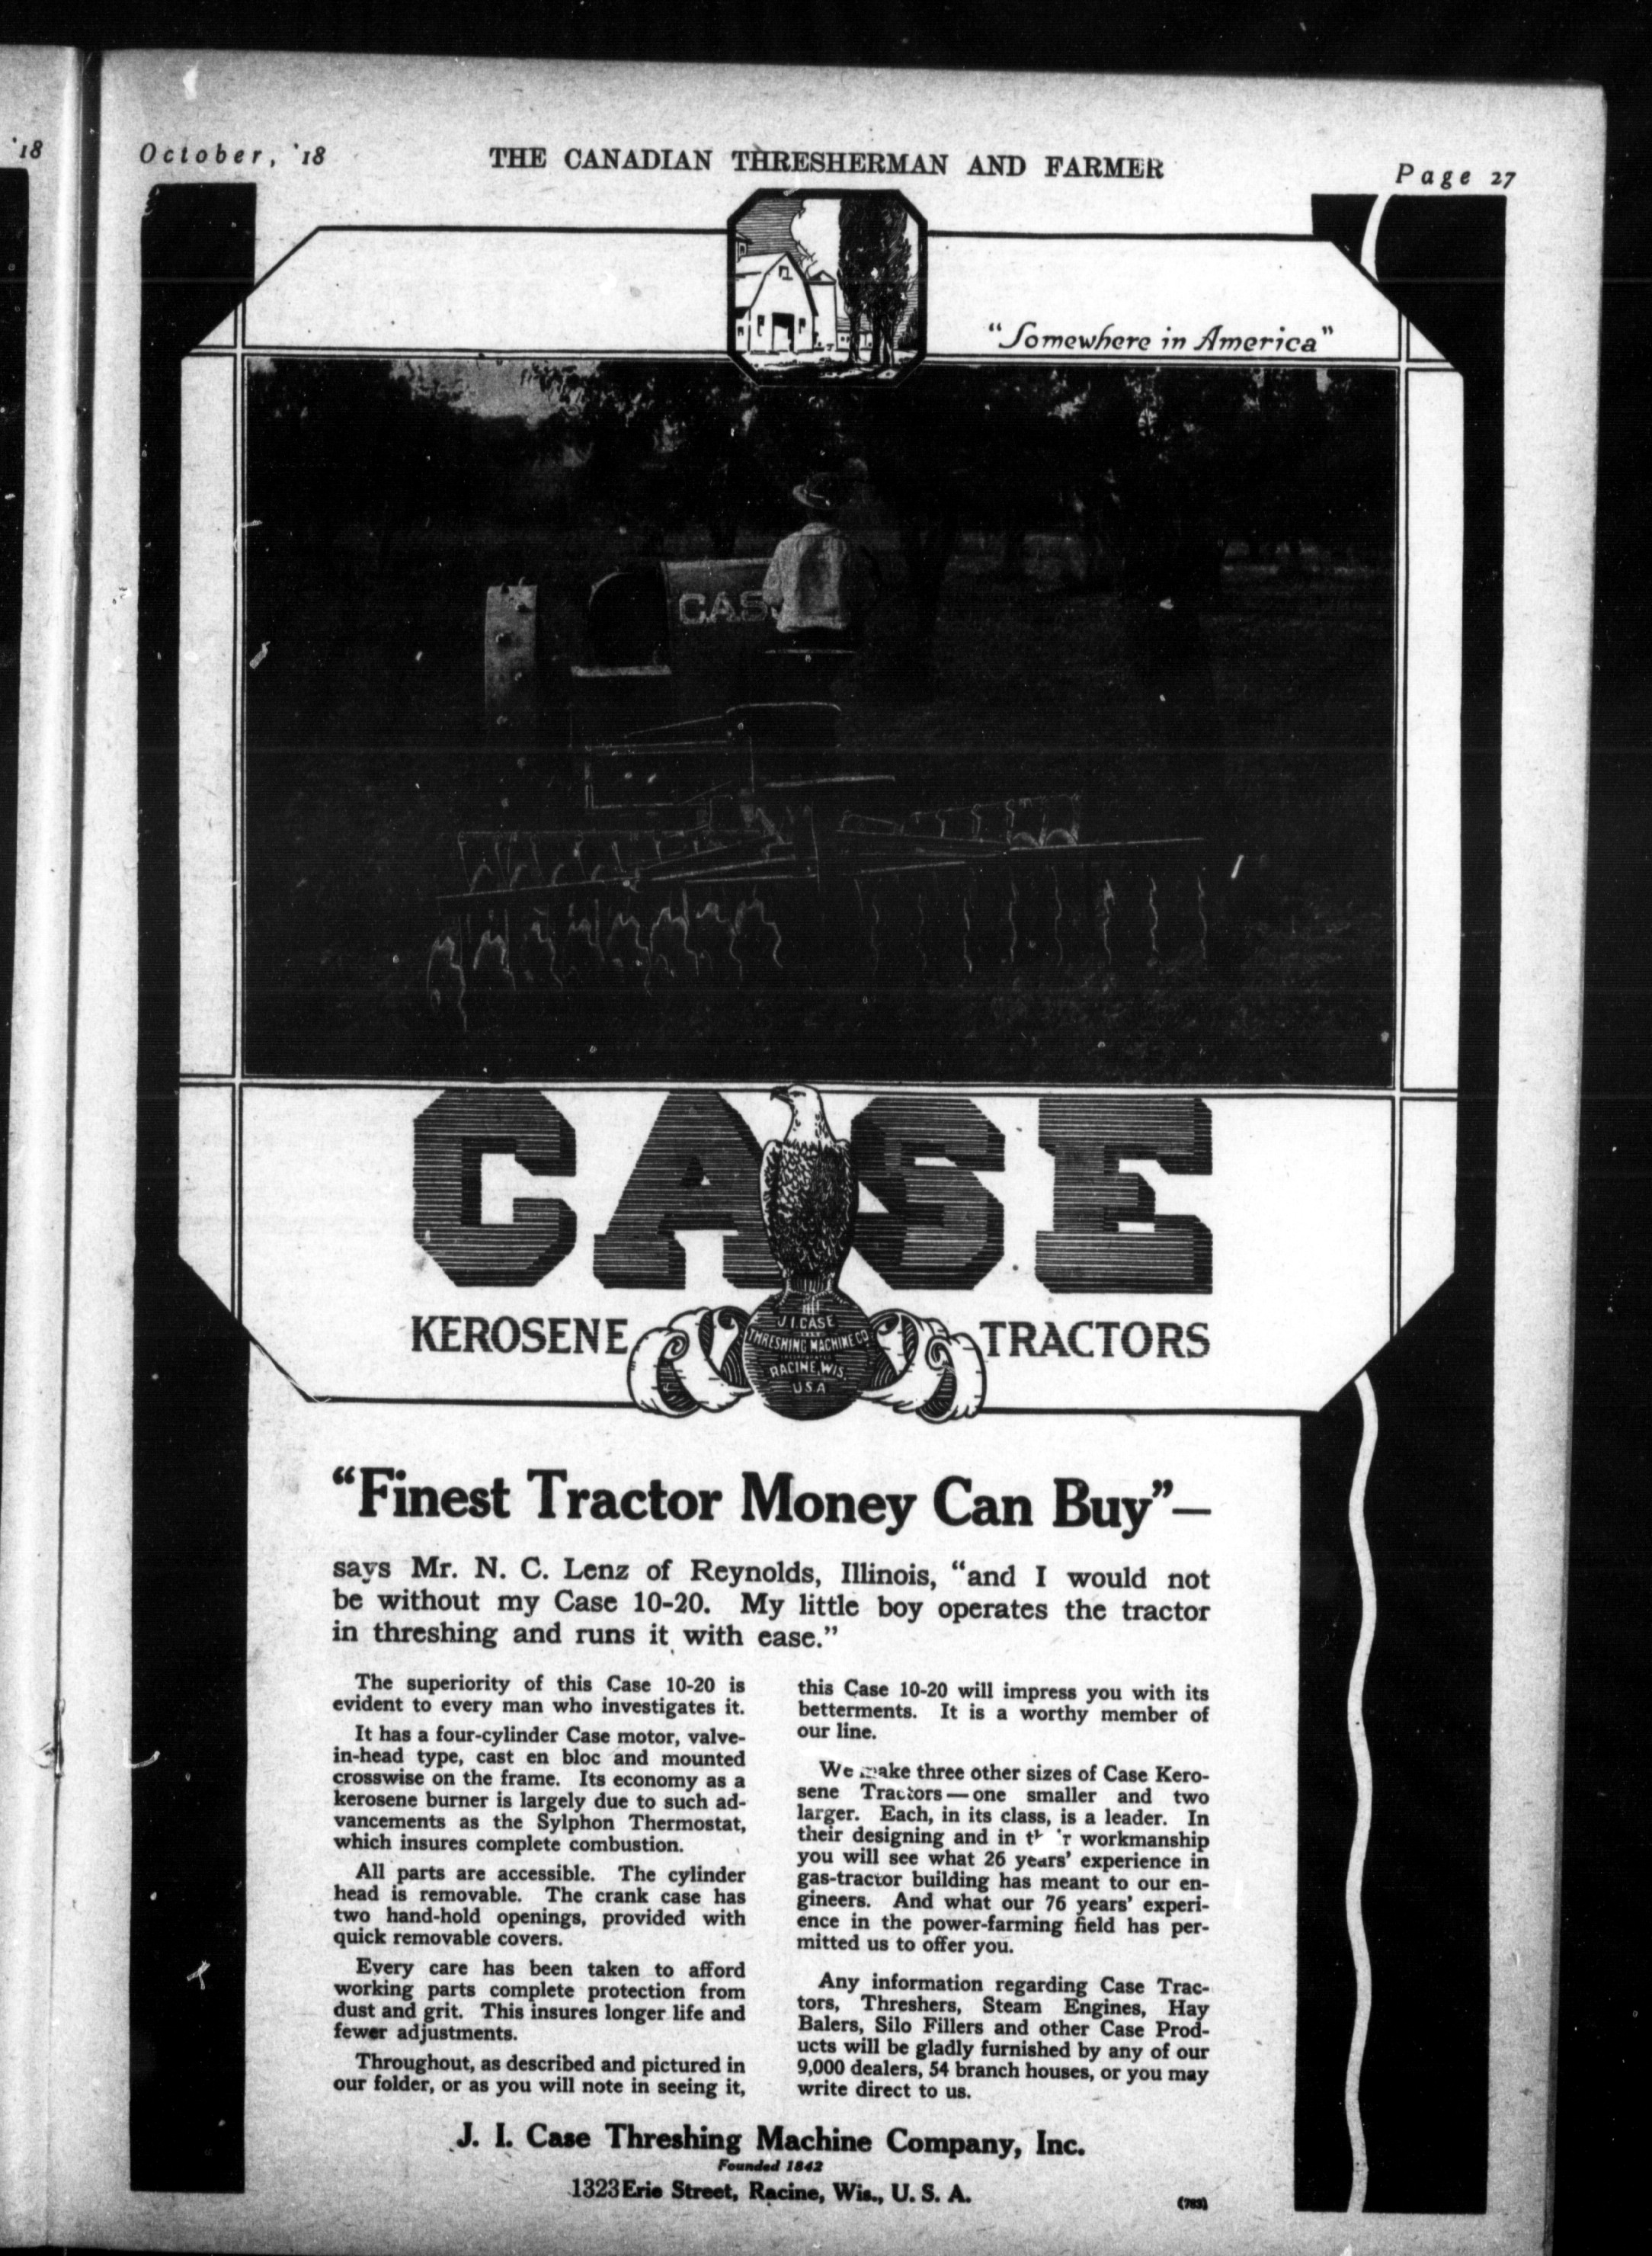 '18
October, '18
THE CANADIAN THRESHERMAN AND FARMER
Page 27
"Somewhere in America"
CAS
CASE
KEROSENE
TRACTORS
J. I. CASE
THRESHING MACHINE CO.
INCORPORATED
RACINE, WIS.
USA
"Finest Tractor Money Can Buy"—
says Mr. N. C. Lenz of Reynolds, Illinois, "and I would not
be without my Case 10-20. My little boy operates the tractor
in threshing and runs it with ease."
The superiority of this Case 10-20 is
evident to every man who investigates it.
It has a four-cylinder Case motor, valve-
in-head type, cast en bloc and mounted
crosswise on the frame. Its economy as a
kerosene burner is largely due to such ad-
vancements as the Sylphon Thermostat,
which insures complete combustion.
All parts are accessible. The cylinder
head is removable. The crank case has
two hand-hold openings, provided with
quick removable covers.
Every care has been taken to afford
working parts complete protection from
dust and grit. This insures longer life and
fewer adjustments.
Throughout, as described and pictured in
our folder, or as you will note in seeing it,
this Case 10-20 will impress you with its
betterments. It is a worthy member of
our line.
We make three other sizes of Case Kero-
sene Tractors—one smaller and two
larger. Each, in its class, is a leader. In
their designing and in workmanship
you will see what 26 years' experience in
gas-tractor building has meant to our en-
gineers. And what our 76 years' experi-
ence in the power-farming field has per-
mitted us to offer you.
Any information regarding Case Trac-
tors, Threshers, Steam Engines, Hay
Balers, Silo Fillers and other Case Prod-
ucts will be gladly furnished by any of our
9,000 dealers, 54 branch houses, or you may
write direct to us.
J. I. Case Threshing Machine Company, Inc.
Founded 1842
1323 Erie Street, Racine, Wis., U. S. A.
(783)